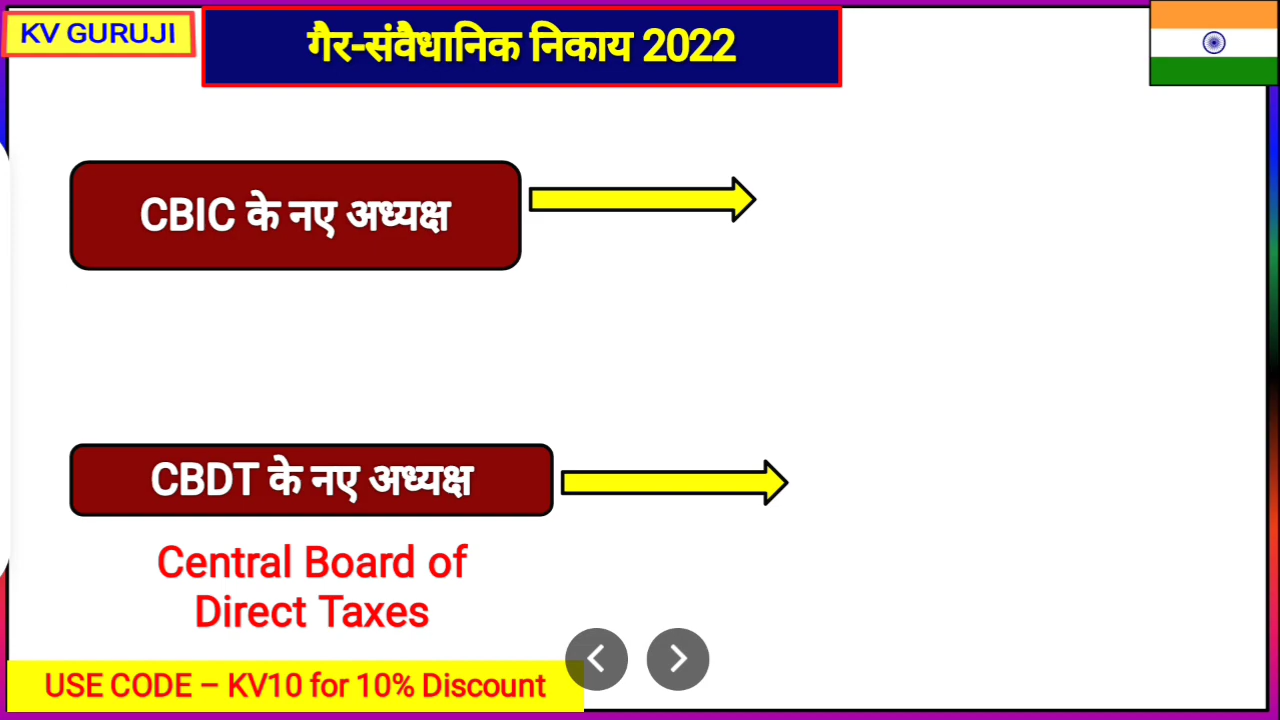 KV GURUJI
गैर-संवैधानिक निकाय 2022
CBIC के नए अध्यक्ष
CBDT के नए अध्यक्ष
Central Board of
Direct Taxes
USE CODE – KV10 for 10% Discount